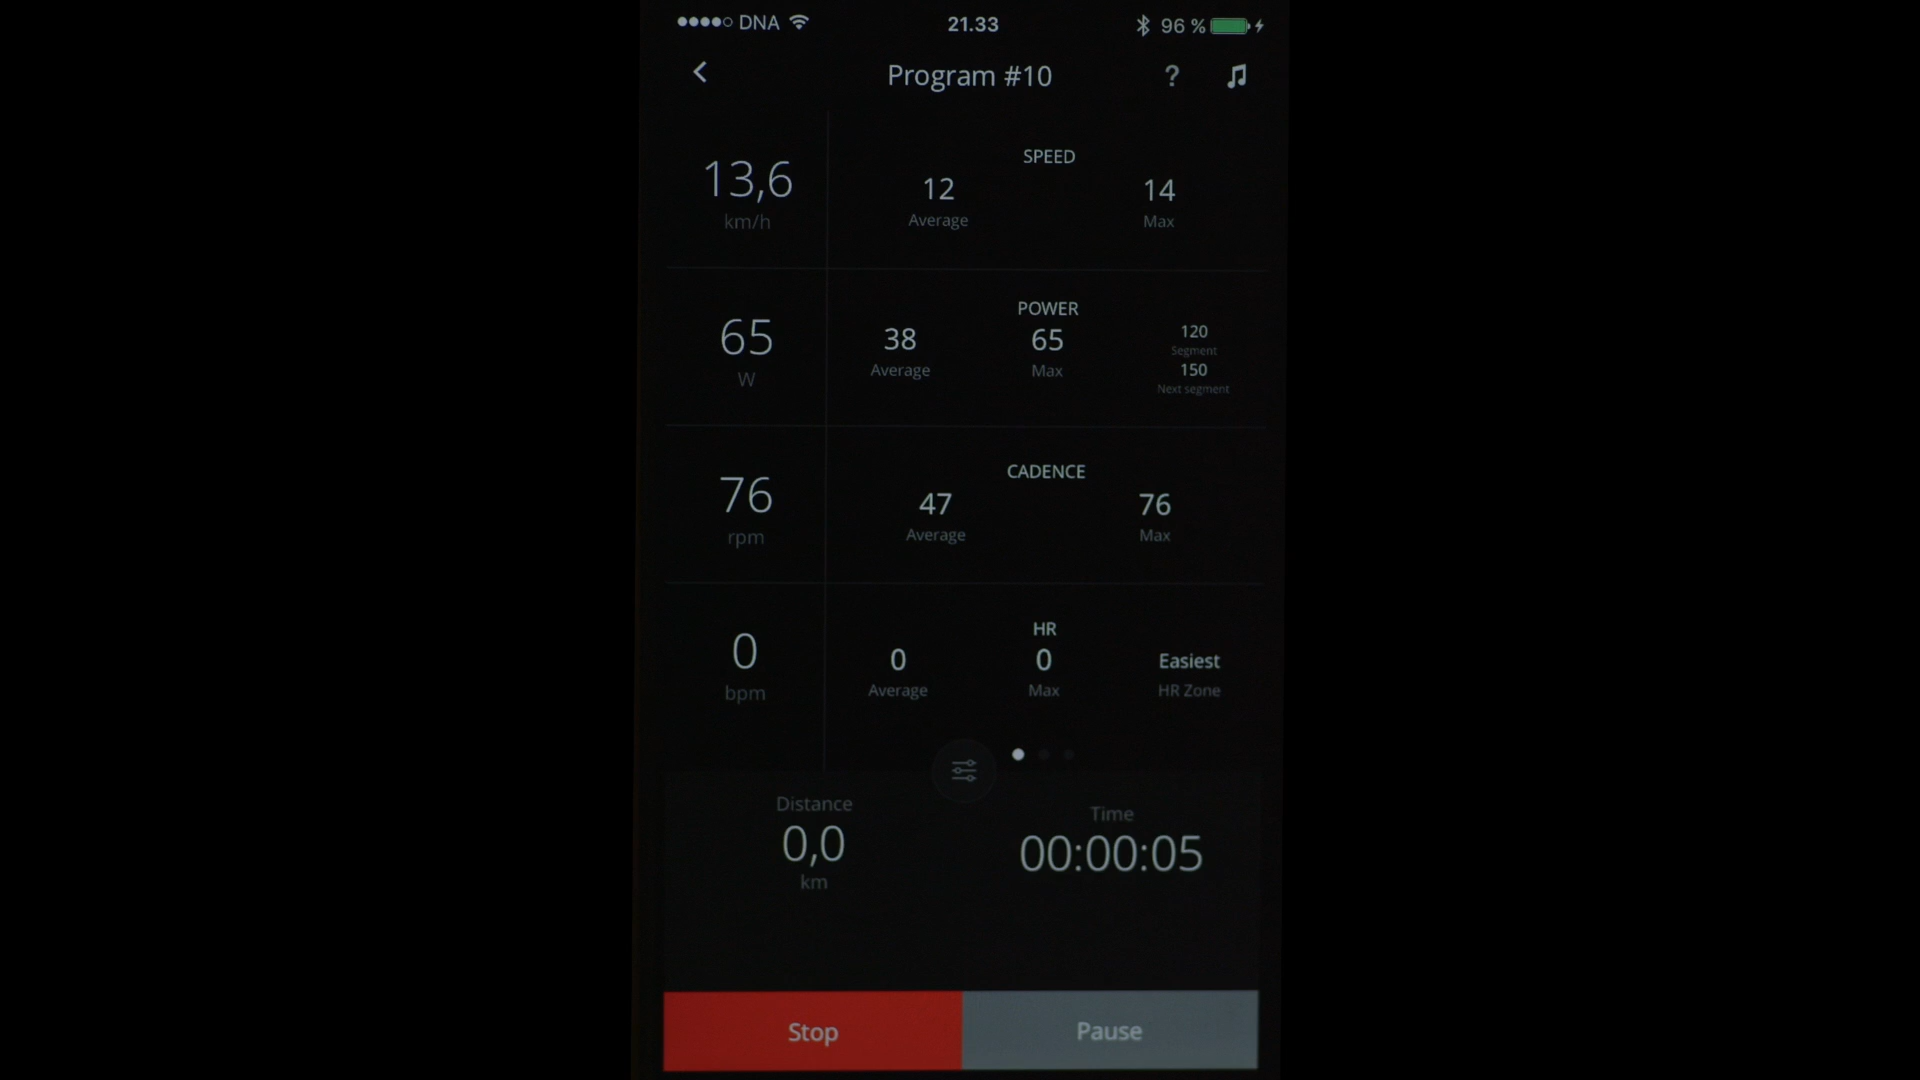 DNA 21.33 96 %
Program #10 ?
SPEED
13,6 12 14
km/h Average Max
POWER
65 38 65 120
Segment
W Average Max 150
Next segment
CADENCE
76 47 76
rpm Average Max
HR
0 0 0 Easiest
bpm Average Max HR Zone
Distance Time
0,0 00:00:05
km
Stop Pause